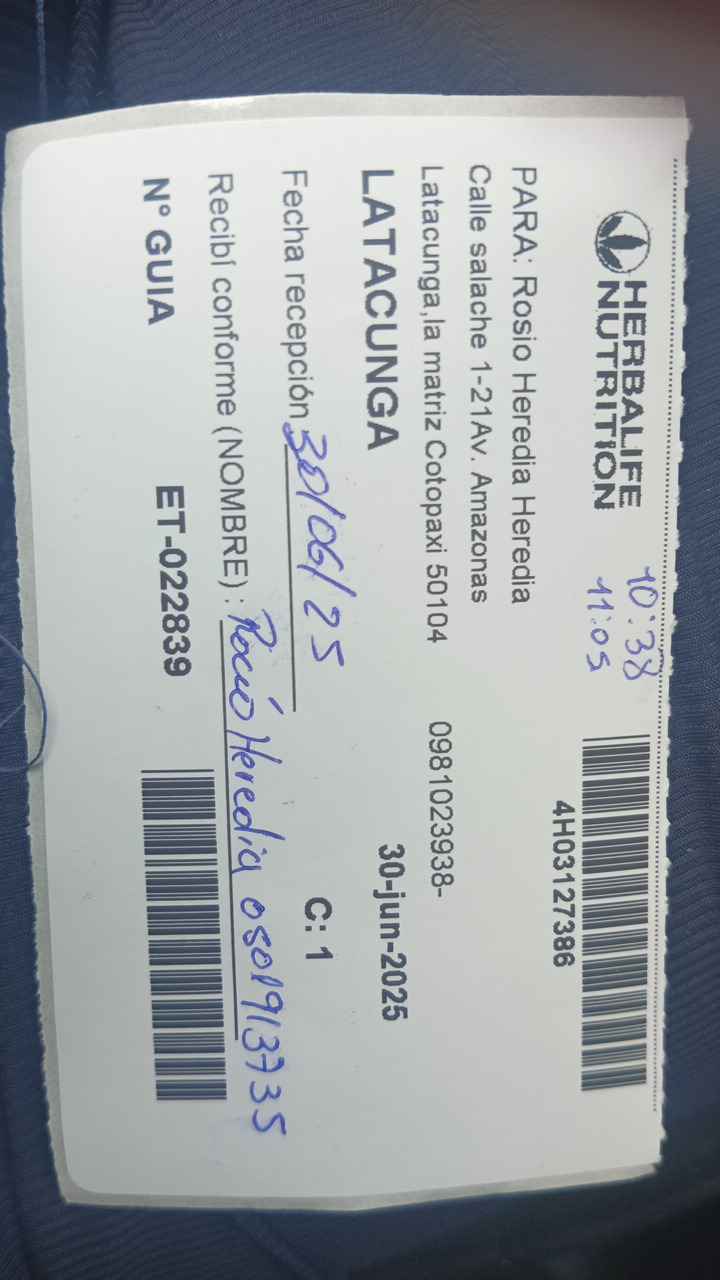 HERBALIFE
NUTRITION
10:38
11:05
4H03127386
PARA: Rosio Heredia Heredia
Calle salache 1-21Av. Amazonas
Latacunga,la matriz Cotopaxi 50104 0981023938-
LATACUNGA 30-jun-2025
Fecha recepción 30/06/25 C: 1
Recibí conforme (NOMBRE) : Rocío Heredia 0501913735
N° GUIA ET-022839